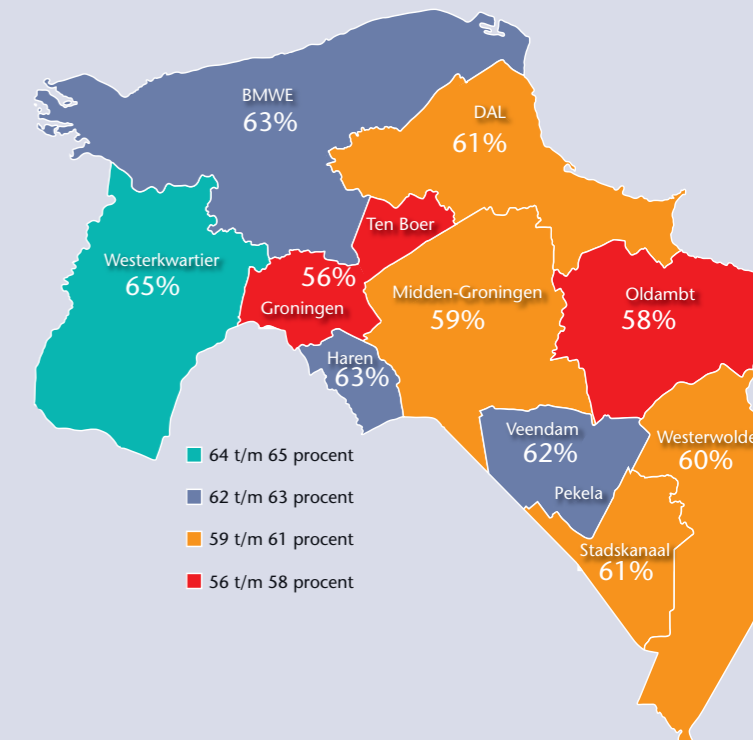 BMWE
63%
DAL
61%
Ten Boer
Westerkwartier
65%
56%
Groningen
Midden-Groningen
59%
Oldambt
58%
Haren
63%
Veendam
62%
Pekela
Westerwolde
60%
Stadskanaal
61%
64 t/m 65 procent
62 t/m 63 procent
59 t/m 61 procent
56 t/m 58 procent